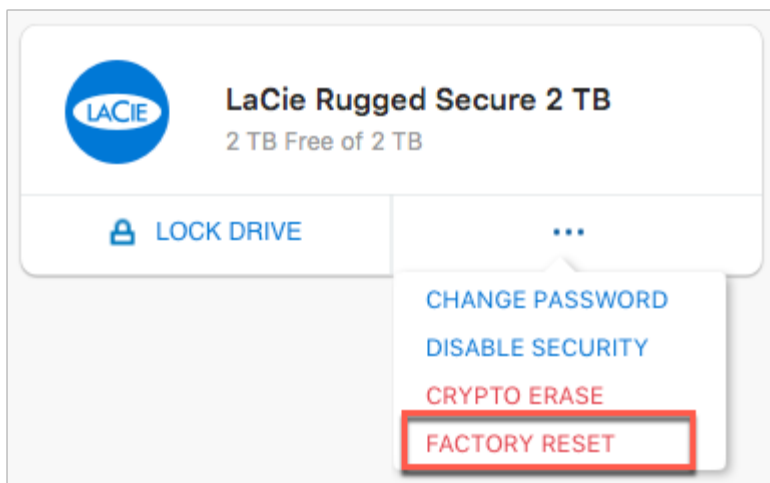 LACIE
LaCie Rugged Secure 2 TB
2 TB Free of 2 TB
LOCK DRIVE
...
CHANGE PASSWORD
DISABLE SECURITY
CRYPTO ERASE
FACTORY RESET